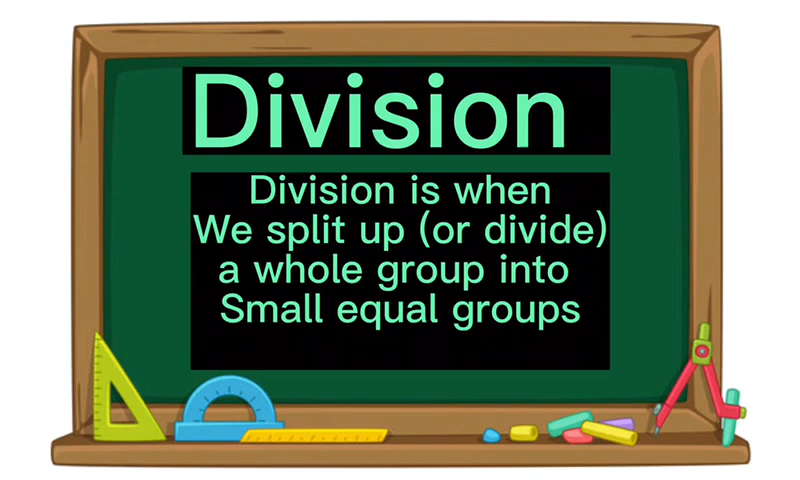 Division
Division is when
We split up (or divide)
a whole group into
Small equal groups